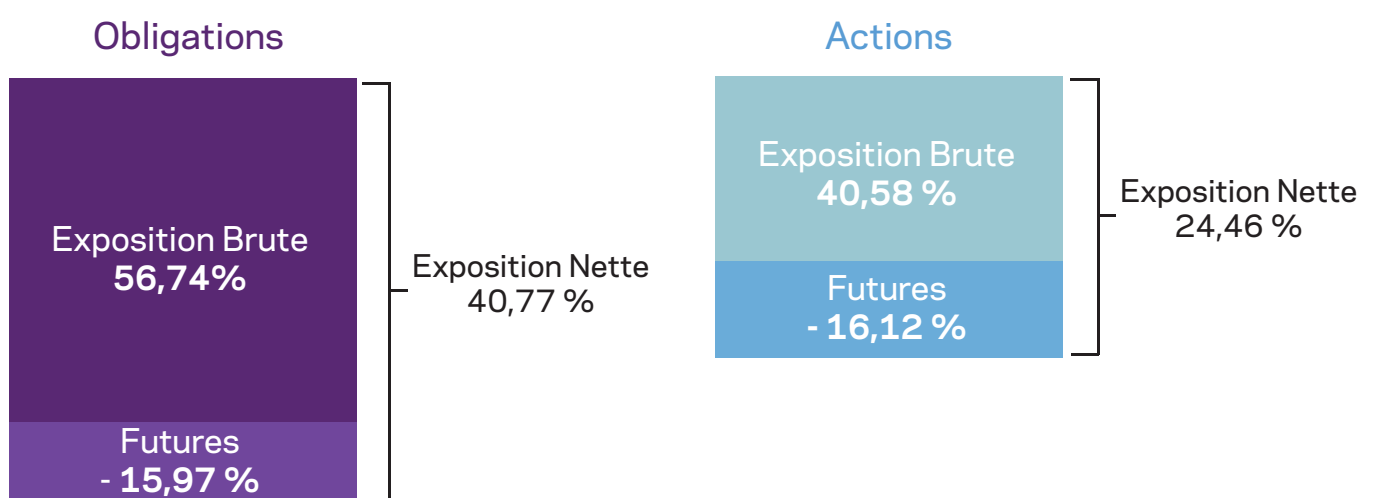 Obligations
Exposition Brute
56,74%
Futures
- 15,97 %
Exposition Nette
40,77 %
Actions
Exposition Brute
40,58 %
Futures
- 16,12 %
Exposition Nette
24,46 %